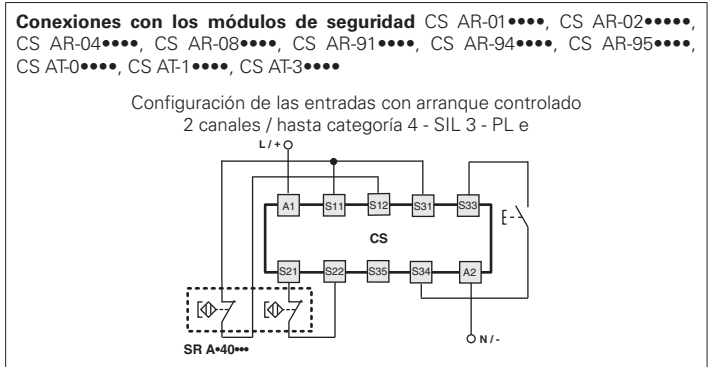 Conexiones con los módulos de seguridad CS AR-01••••, CS AR-02•••••,
CS AR-04••••, CS AR-08••••, CS AR-91••••, CS AR-94••••, CS AR-95••••,
CS AT-0••••, CS AT-1••••, CS AT-3••••
Configuración de las entradas con arranque controlado
2 canales / hasta categoría 4 - SIL 3 - PL e
L / +
A1 S11 S12 S31 S33
CS
S21 S22 S35 S34 A2
SR A•40•••
N / -